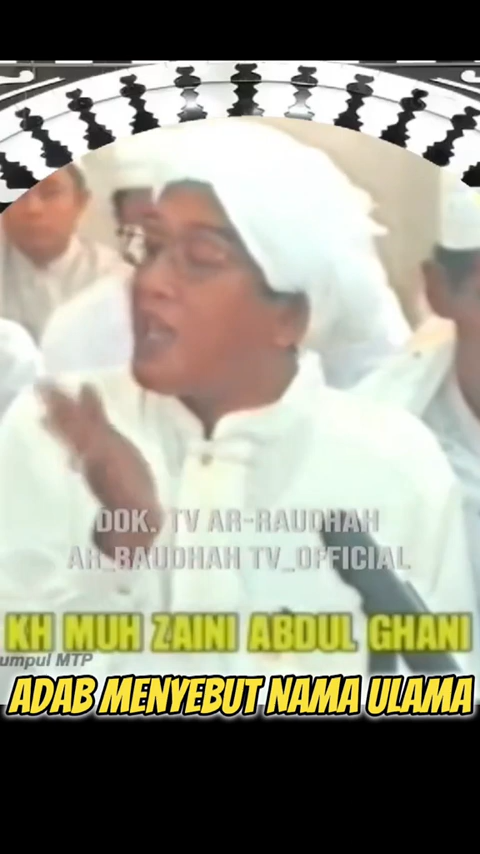 DOK. TV AR-RAUDHAH
AR_RAUDHAH TV_OFFICIAL
KH MUH ZAINI ABDUL GHANI
umpul MTP
ADAB MENYEBUT NAMA ULAMA